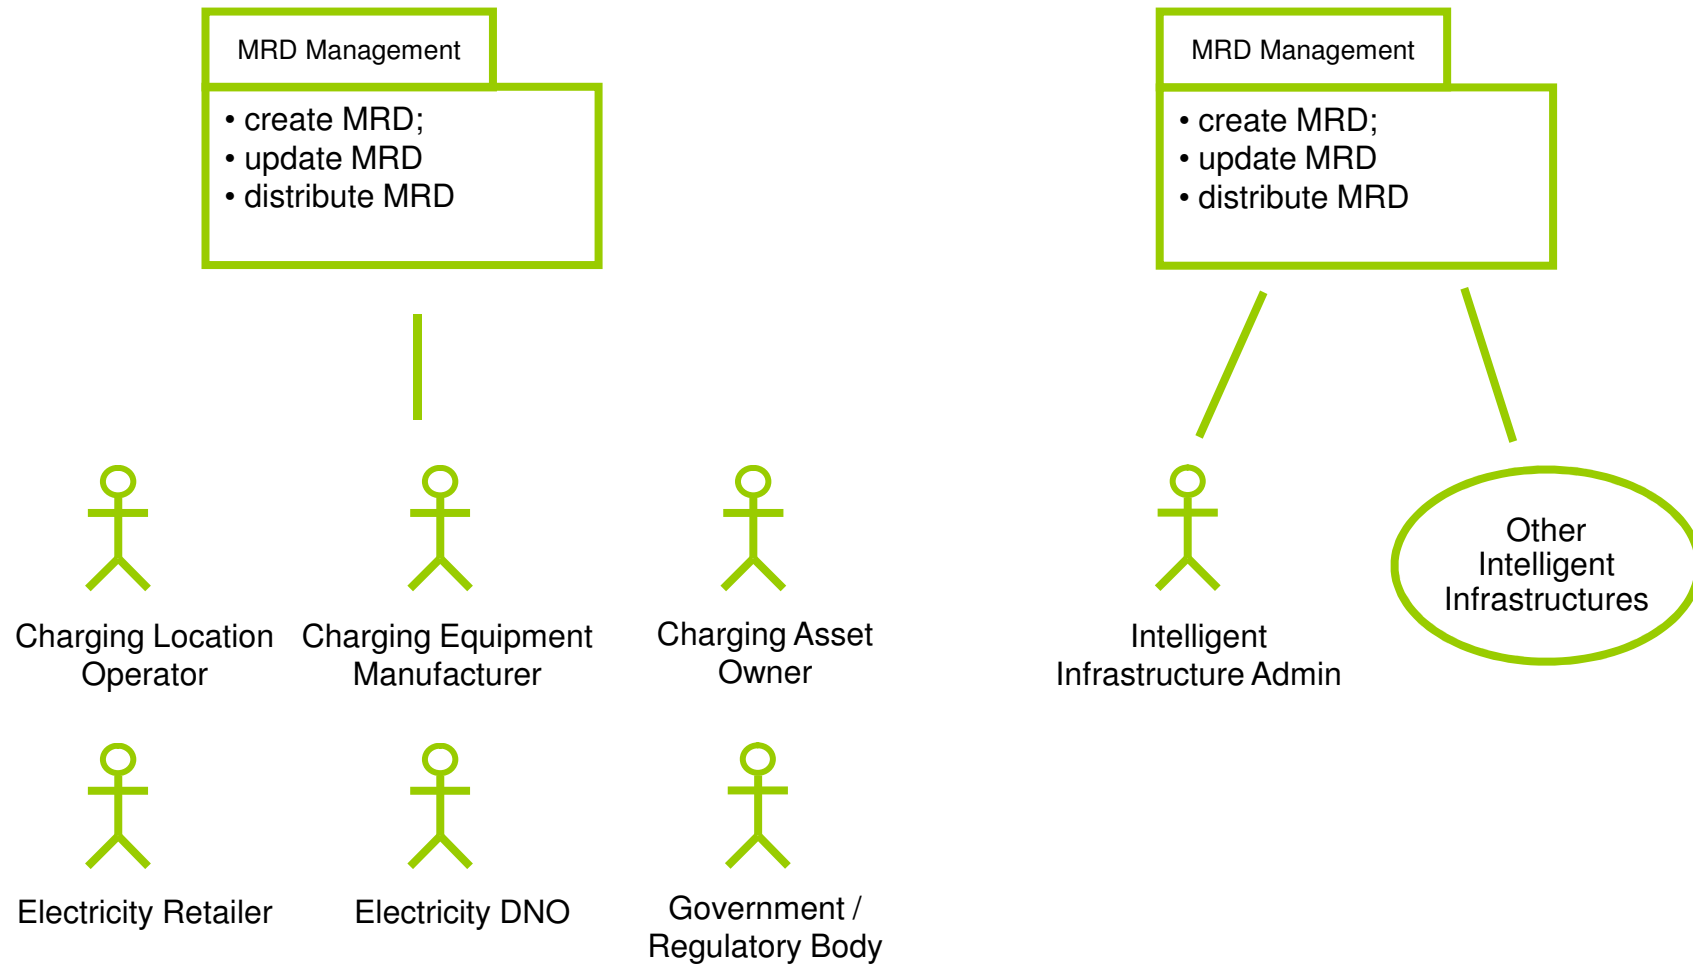 MRD Management
• create MRD;
• update MRD
• distribute MRD
MRD Management
• create MRD;
• update MRD
• distribute MRD
Charging Location
Operator
Charging Equipment
Manufacturer
Charging Asset
Owner
Intelligent
Infrastructure Admin
Other
Intelligent
Infrastructures
Electricity Retailer
Electricity DNO
Government /
Regulatory Body